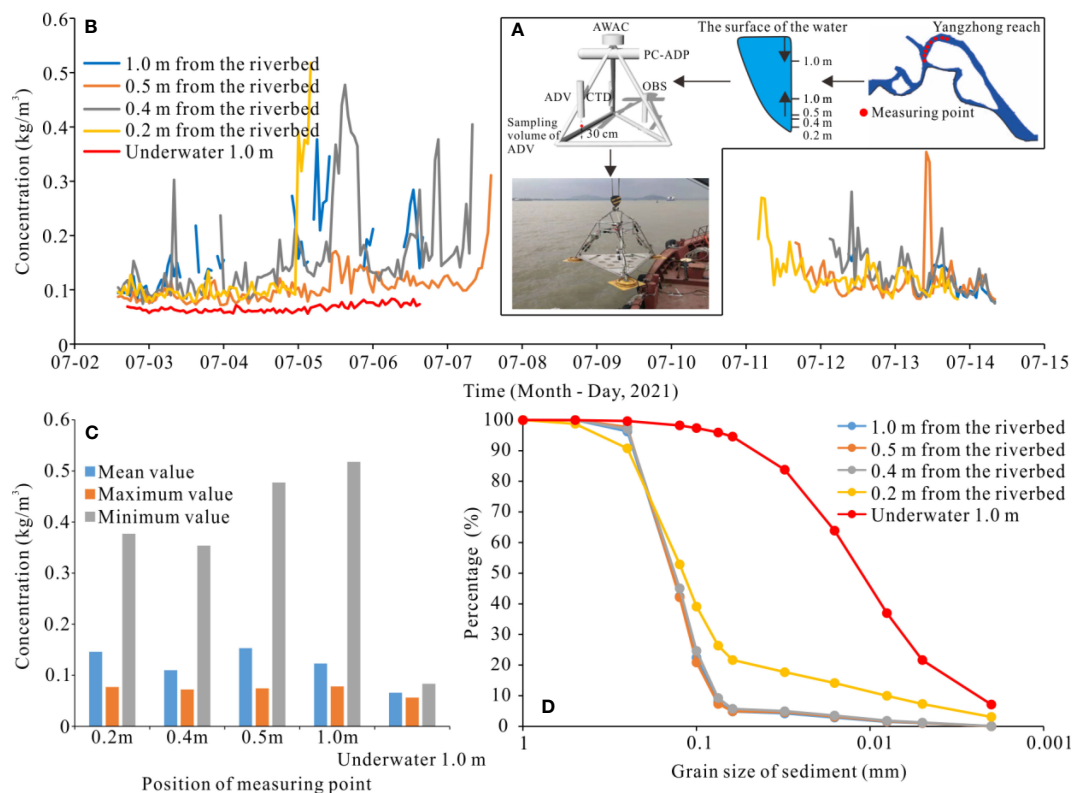 B
Concentration (kg/m³)
0.6
0.5
0.4
0.3
0.2
0.1
0
1.0 m from the riverbed
0.5 m from the riverbed
0.4 m from the riverbed
0.2 m from the riverbed
Underwater 1.0 m
07-02
07-03
07-04
07-05
07-06
07-07
07-08
07-09
07-10
07-11
07-12
07-13
07-14
07-15
Time (Month - Day, 2021)
A
AWAC
PC-ADP
ADV
CTD
OBS
Sampling
volume of
ADV
30 cm
The surface of the water
1.0 m
1.0 m
0.5 m
0.4 m
0.2 m
Yangzhong reach
Measuring point
C
Concentration (kg/m³)
0.6
0.5
0.4
0.3
0.2
0.1
0
Mean value
Maximum value
Minimum value
0.2m
0.4m
0.5m
1.0m
Underwater 1.0 m
Position of measuring point
D
Percentage (%)
100
90
80
70
60
50
40
30
20
10
0
1.0 m from the riverbed
0.5 m from the riverbed
0.4 m from the riverbed
0.2 m from the riverbed
Underwater 1.0 m
1
0.1
0.01
0.001
Grain size of sediment (mm)